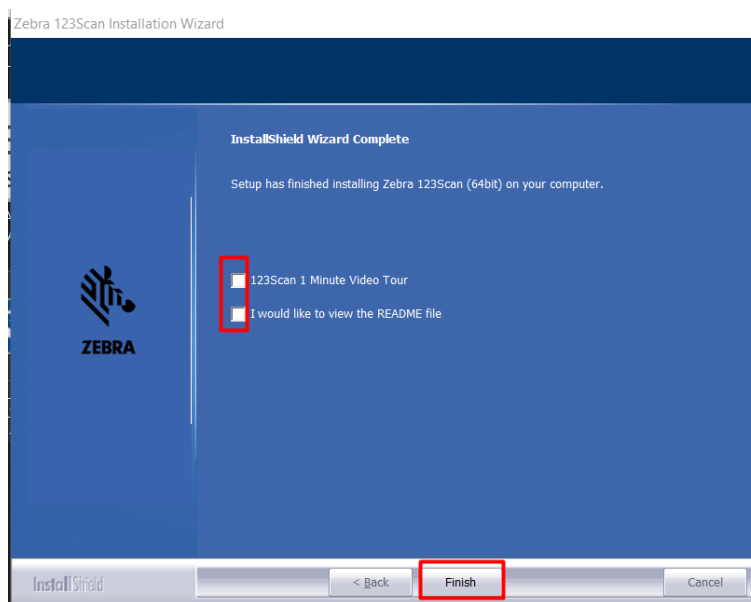 Zebra 123Scan Installation Wizard
InstallShield Wizard Complete
Setup has finished installing Zebra 123Scan (64bit) on your computer.
123Scan 1 Minute Video Tour
I would like to view the README file
ZEBRA
InstallShield
< Back
Finish
Cancel